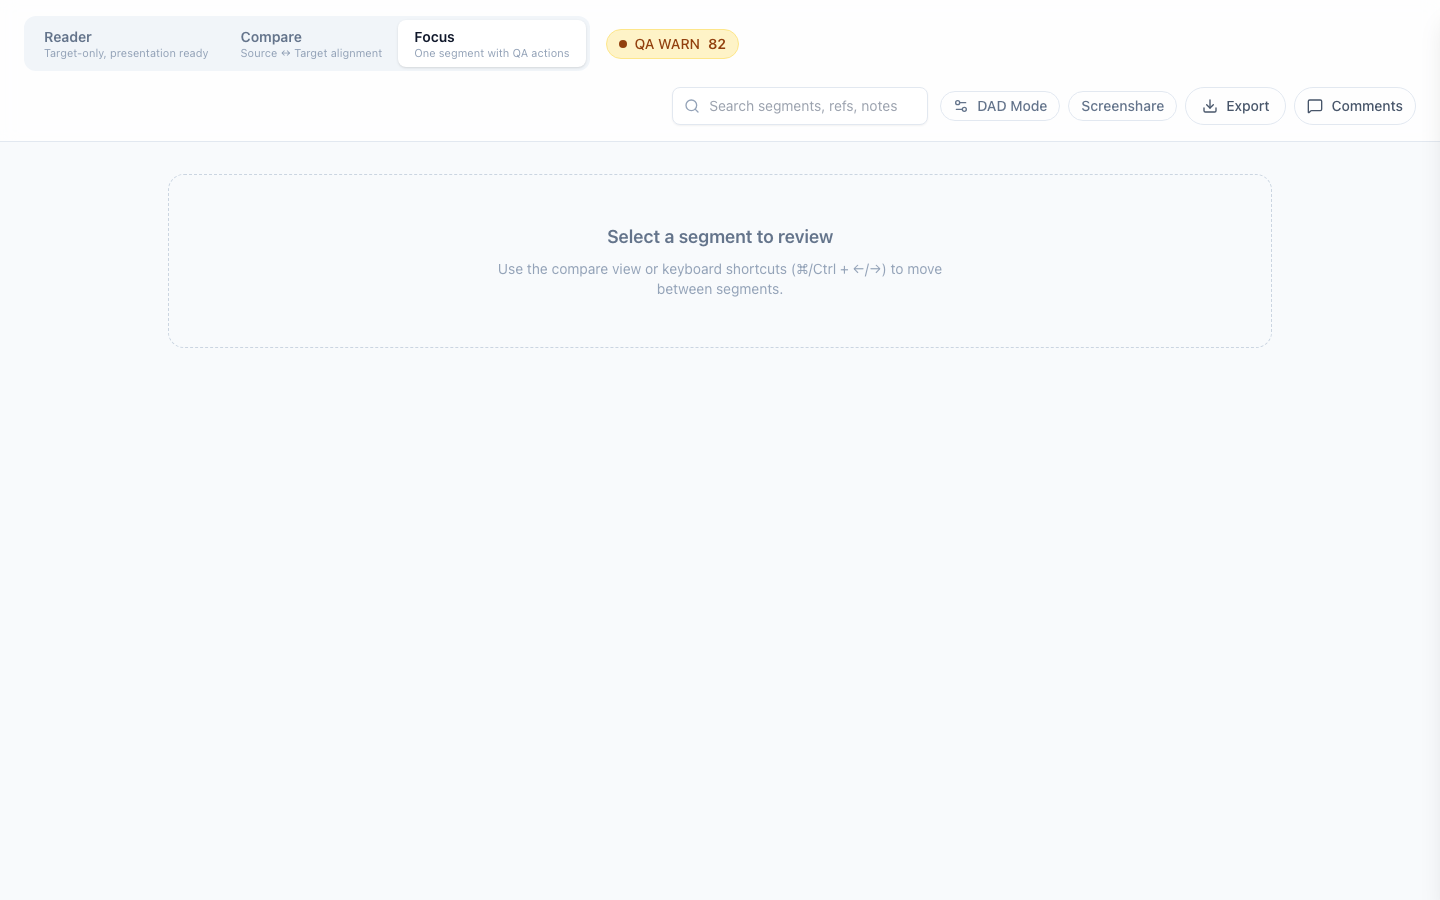 Reader
Target-only, presentation ready
Compare
Source ↔ Target alignment
Focus
One segment with QA actions
QA WARN 82
Search segments, refs, notes
DAD Mode
Screenshare
Export
Comments
Select a segment to review
Use the compare view or keyboard shortcuts (⌘/Ctrl + ←/→) to move
between segments.